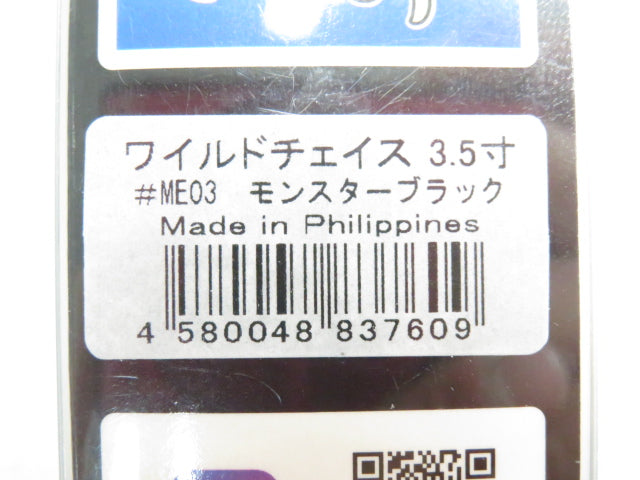 ワイルドチェイス 3.5寸
#ME03 モンスターブラック
Made in Philippines
4 580048 837609